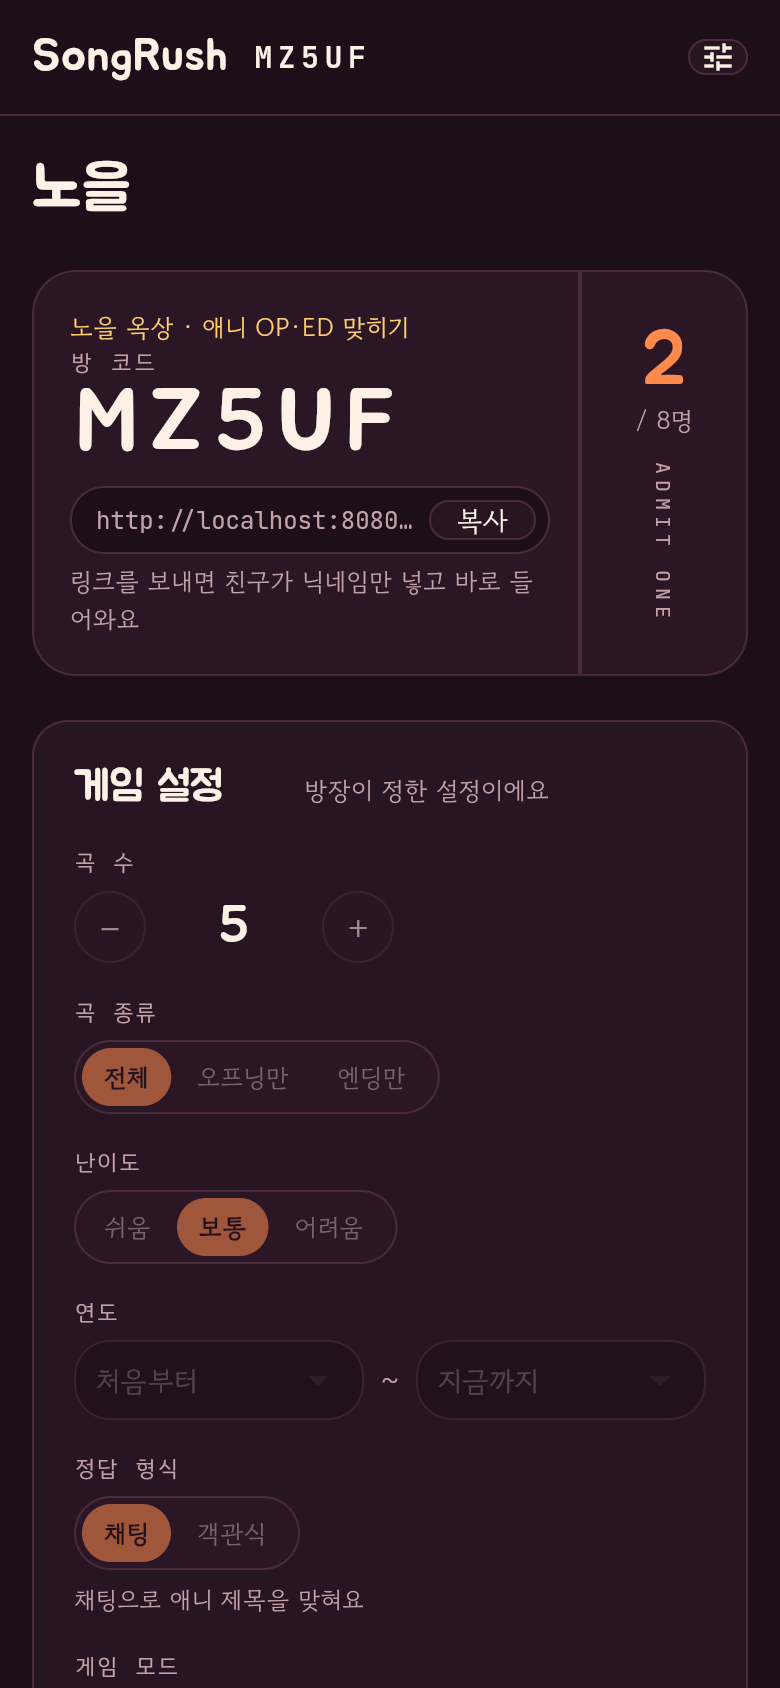 SongRush MZ5UF
노을
노을 옥상 · 애니 OP·ED 맞히기
방 코드
MZ5UF
http://localhost:8080…
복사
링크를 보내면 친구가 닉네임만 넣고 바로 들
어와요
2
/ 8명
ADMIT ONE
게임 설정
방장이 정한 설정이에요
곡 수
− 5 +
곡 종류
전체 오프닝만 엔딩만
난이도
쉬움 보통 어려움
연도
처음부터 ~ 지금까지
정답 형식
채팅 객관식
채팅으로 애니 제목을 맞혀요
게임 모드